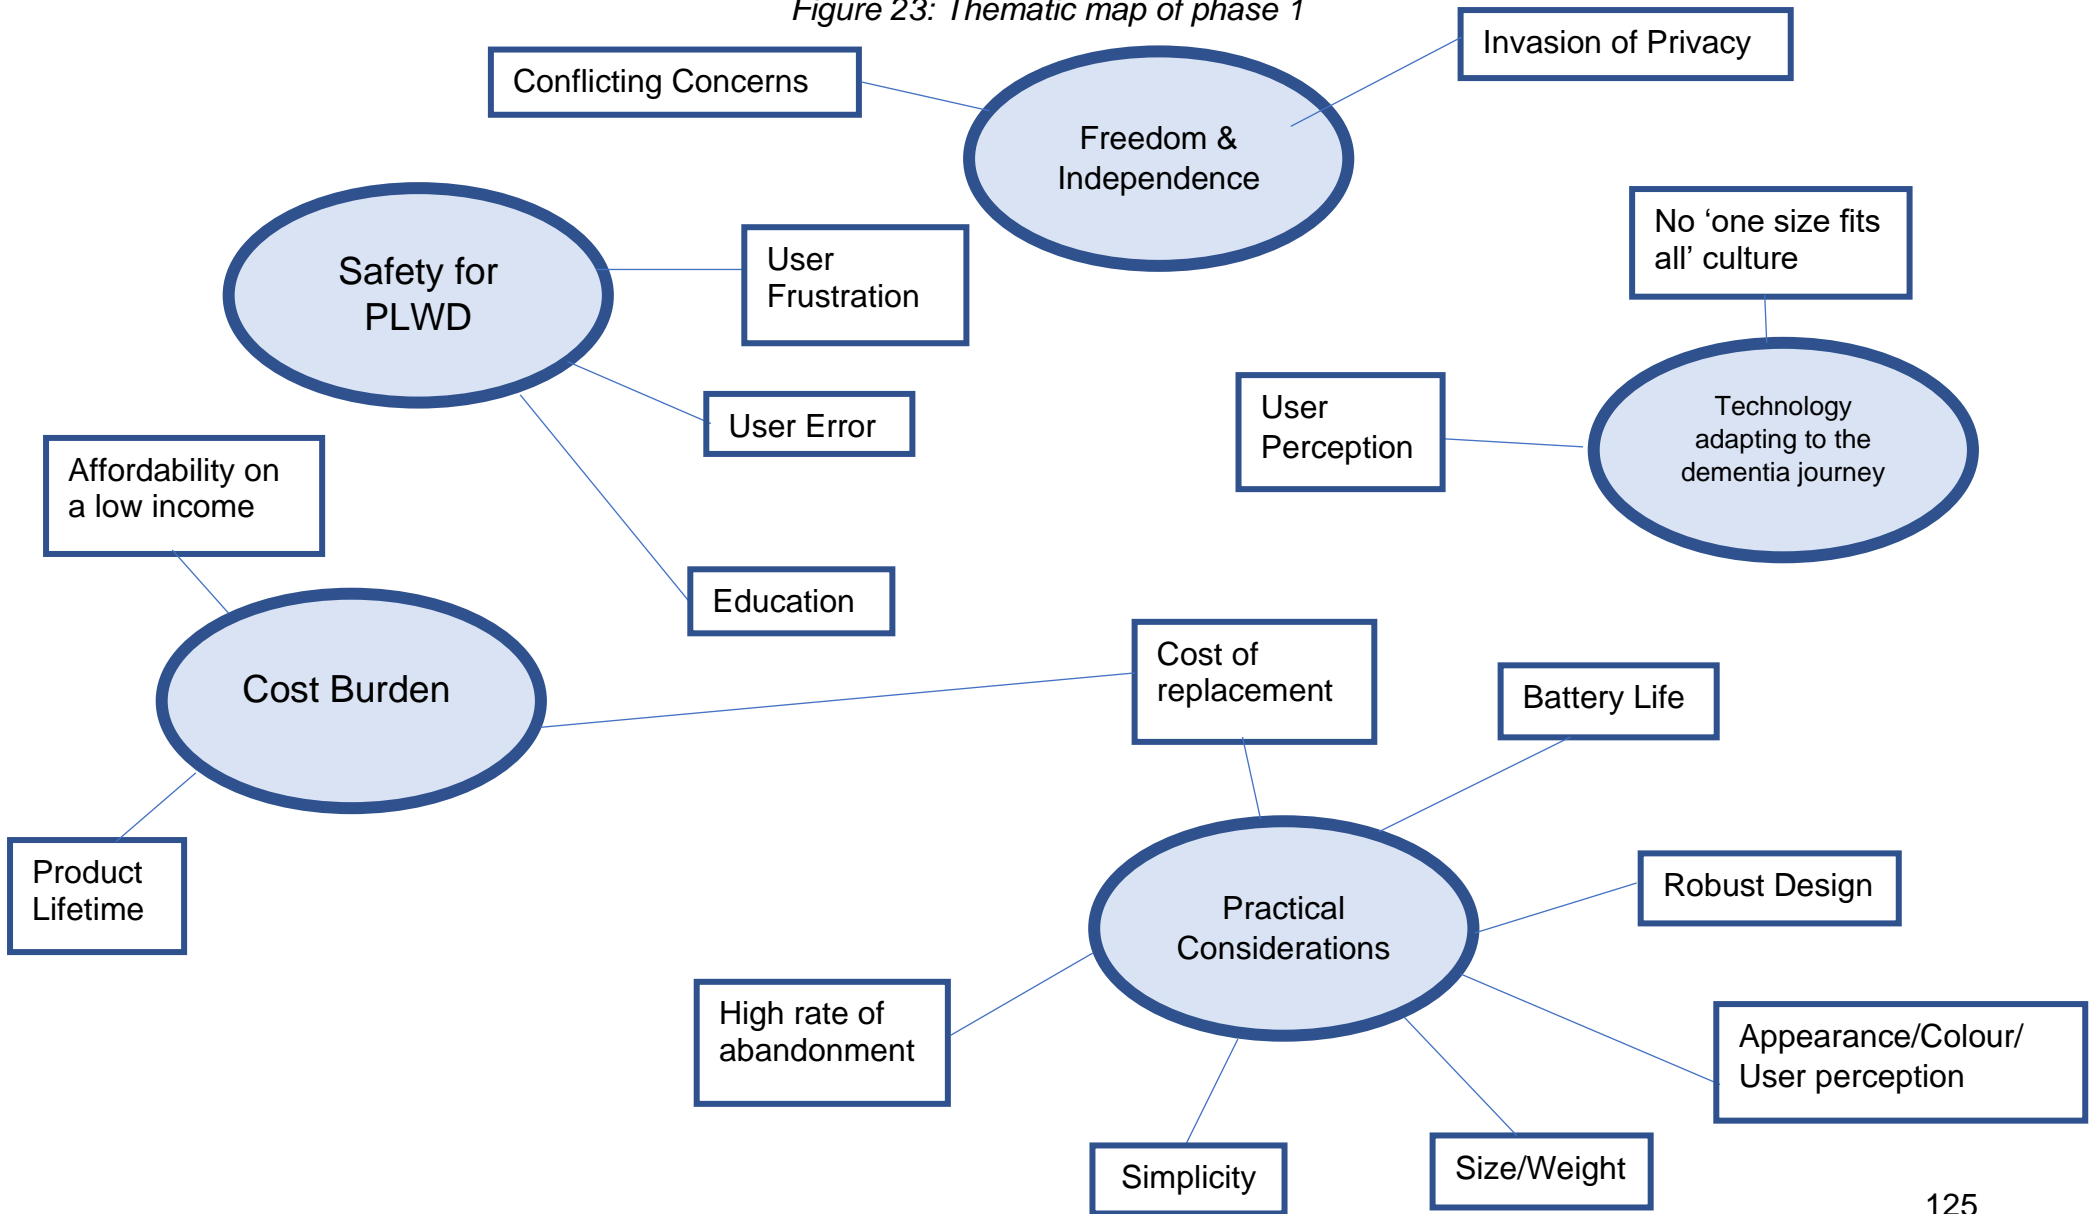 Figure 23: Thematic map of phase 1
Invasion of Privacy
Conflicting Concerns
Freedom &
Independence
No ‘one size fits
all’ culture
Safety for
PLWD
User
Frustration
User
Perception
Technology
adapting to the
dementia journey
User Error
Affordability on
a low income
Education
Cost Burden
Cost of
replacement
Battery Life
Product
Lifetime
Robust Design
Practical
Considerations
High rate of
abandonment
Appearance/Colour/
User perception
Simplicity
Size/Weight
125